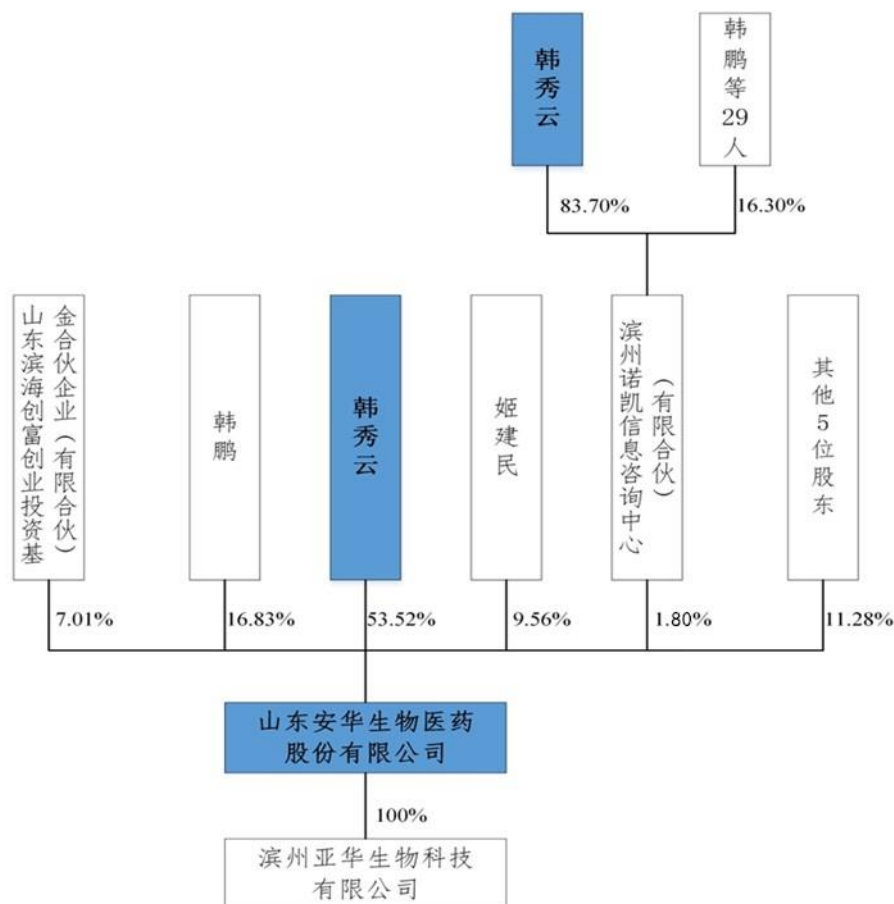 韩秀云
韩鹏等29人
83.70%
16.30%
山东滨海创富创业投资基
金合伙企业（有限合伙）
韩鹏
韩秀云
姬建民
滨州诺凯信息咨询中心
（有限合伙）
其他5位股东
7.01%
16.83%
53.52%
9.56%
1.80%
11.28%
山东安华生物医药
股份有限公司
100%
滨州亚华生物科技
有限公司